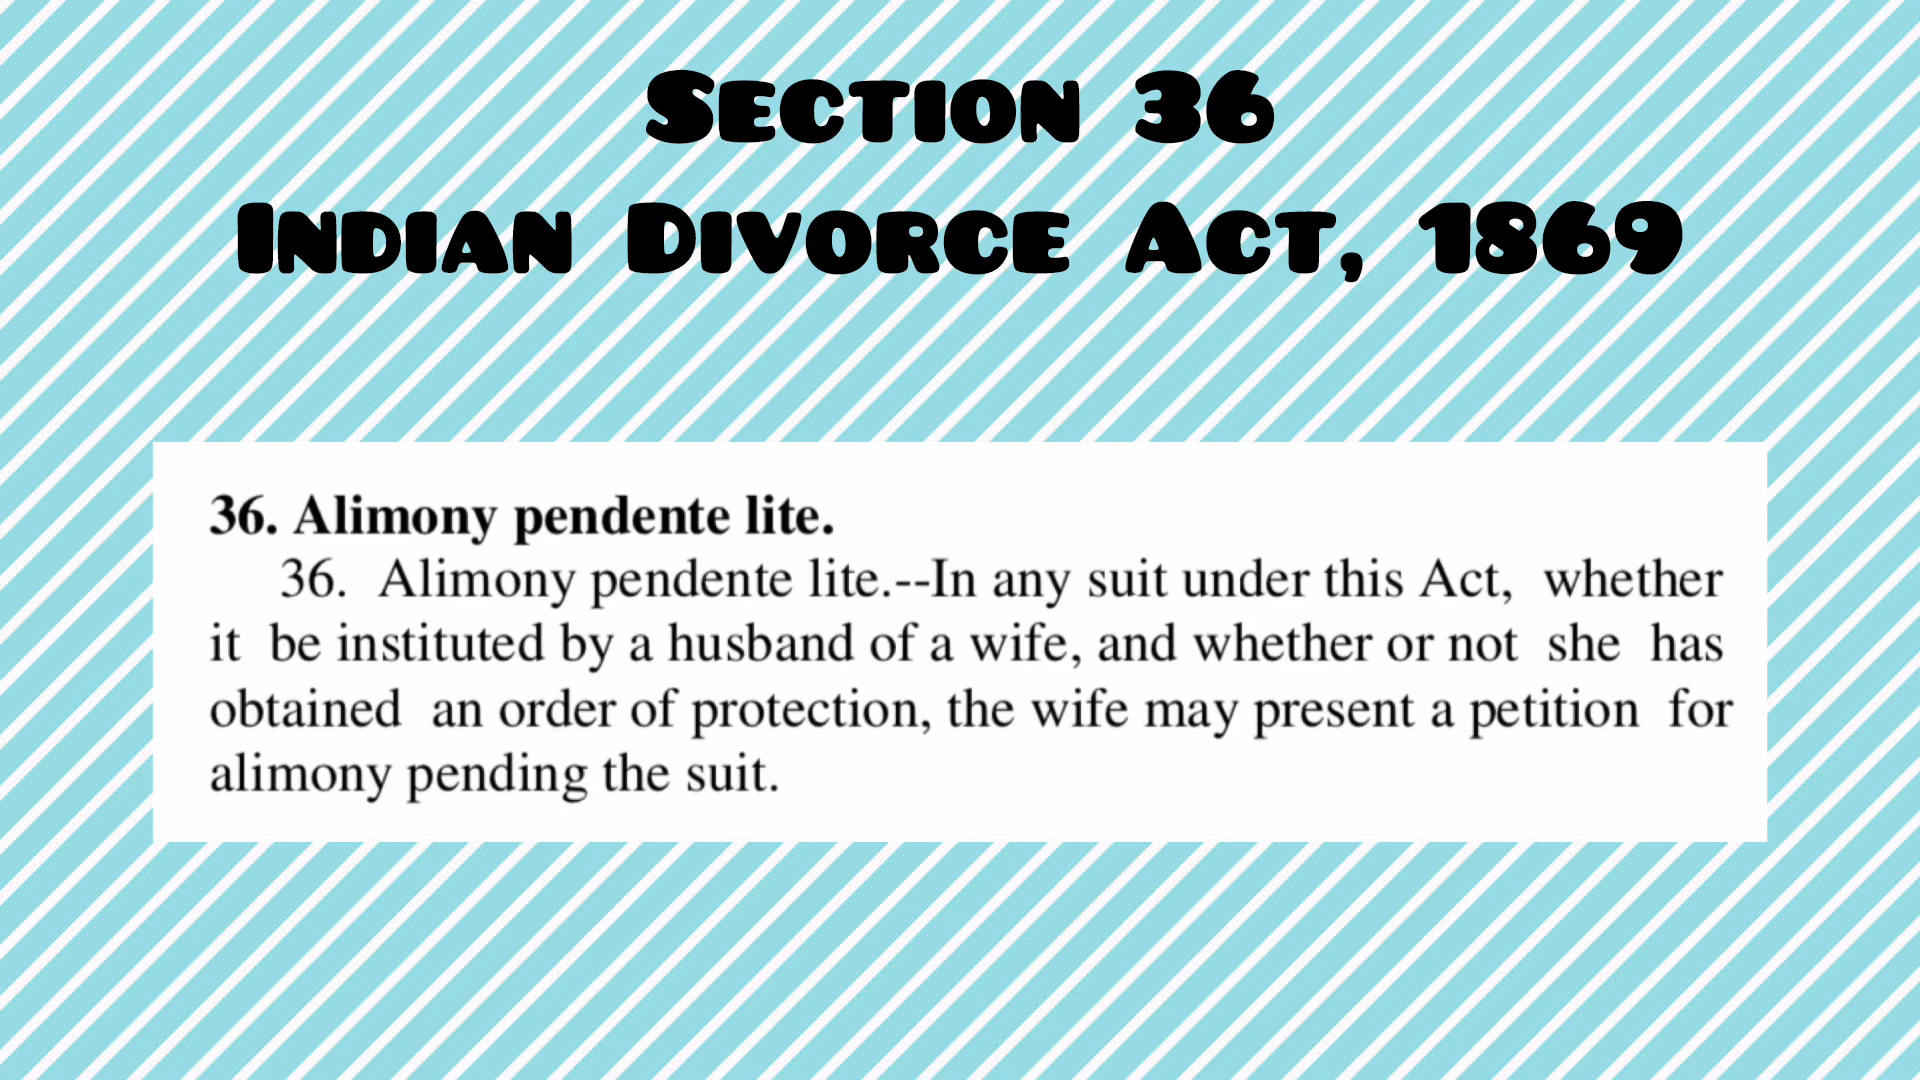 Section 36
Indian Divorce Act, 1869
36. Alimony pendente lite.
36. Alimony pendente lite.--In any suit under this Act, whether
it be instituted by a husband of a wife, and whether or not she has
obtained an order of protection, the wife may present a petition for
alimony pending the suit.